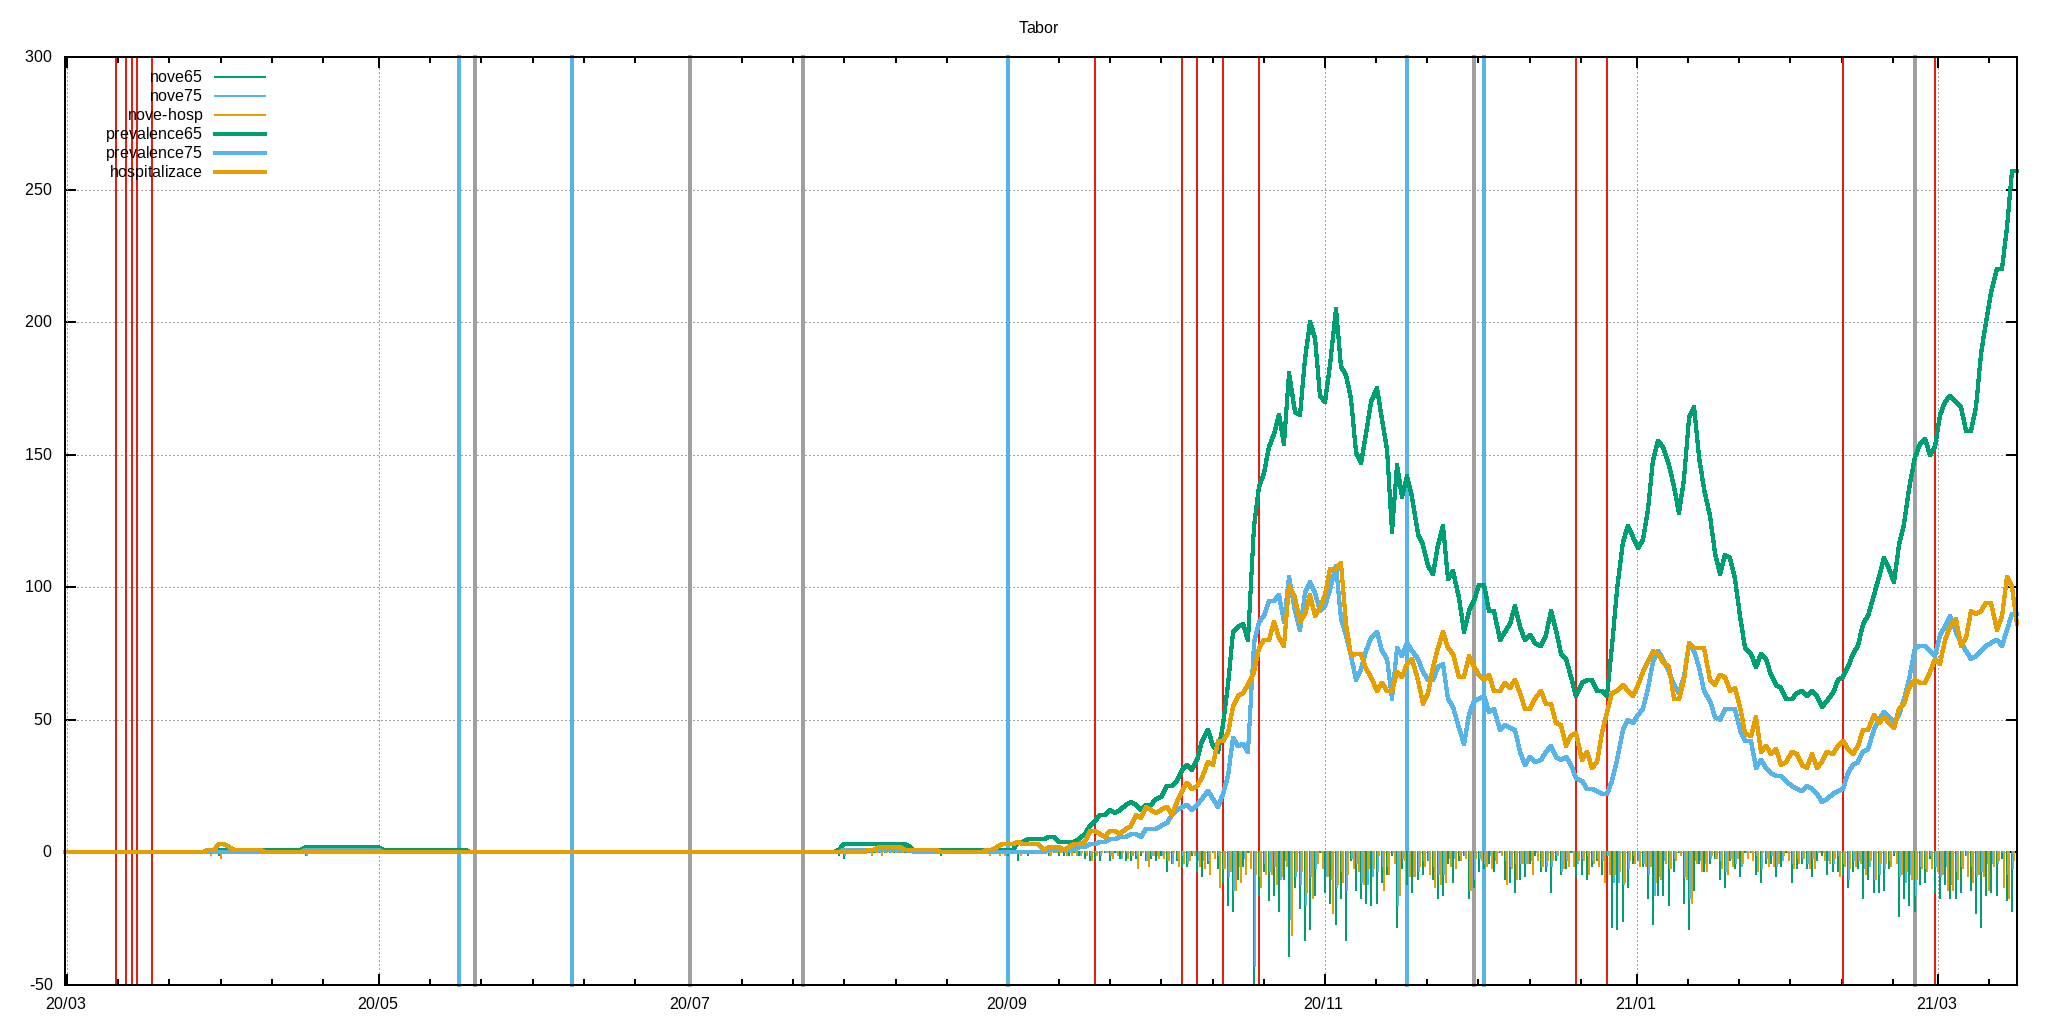 Tabor
300
250
200
150
100
50
0
-50
nove65
nove75
nove-hosp
prevalence65
prevalence75
hospitalizace
20/03 20/05 20/07 20/09 20/11 21/01 21/03